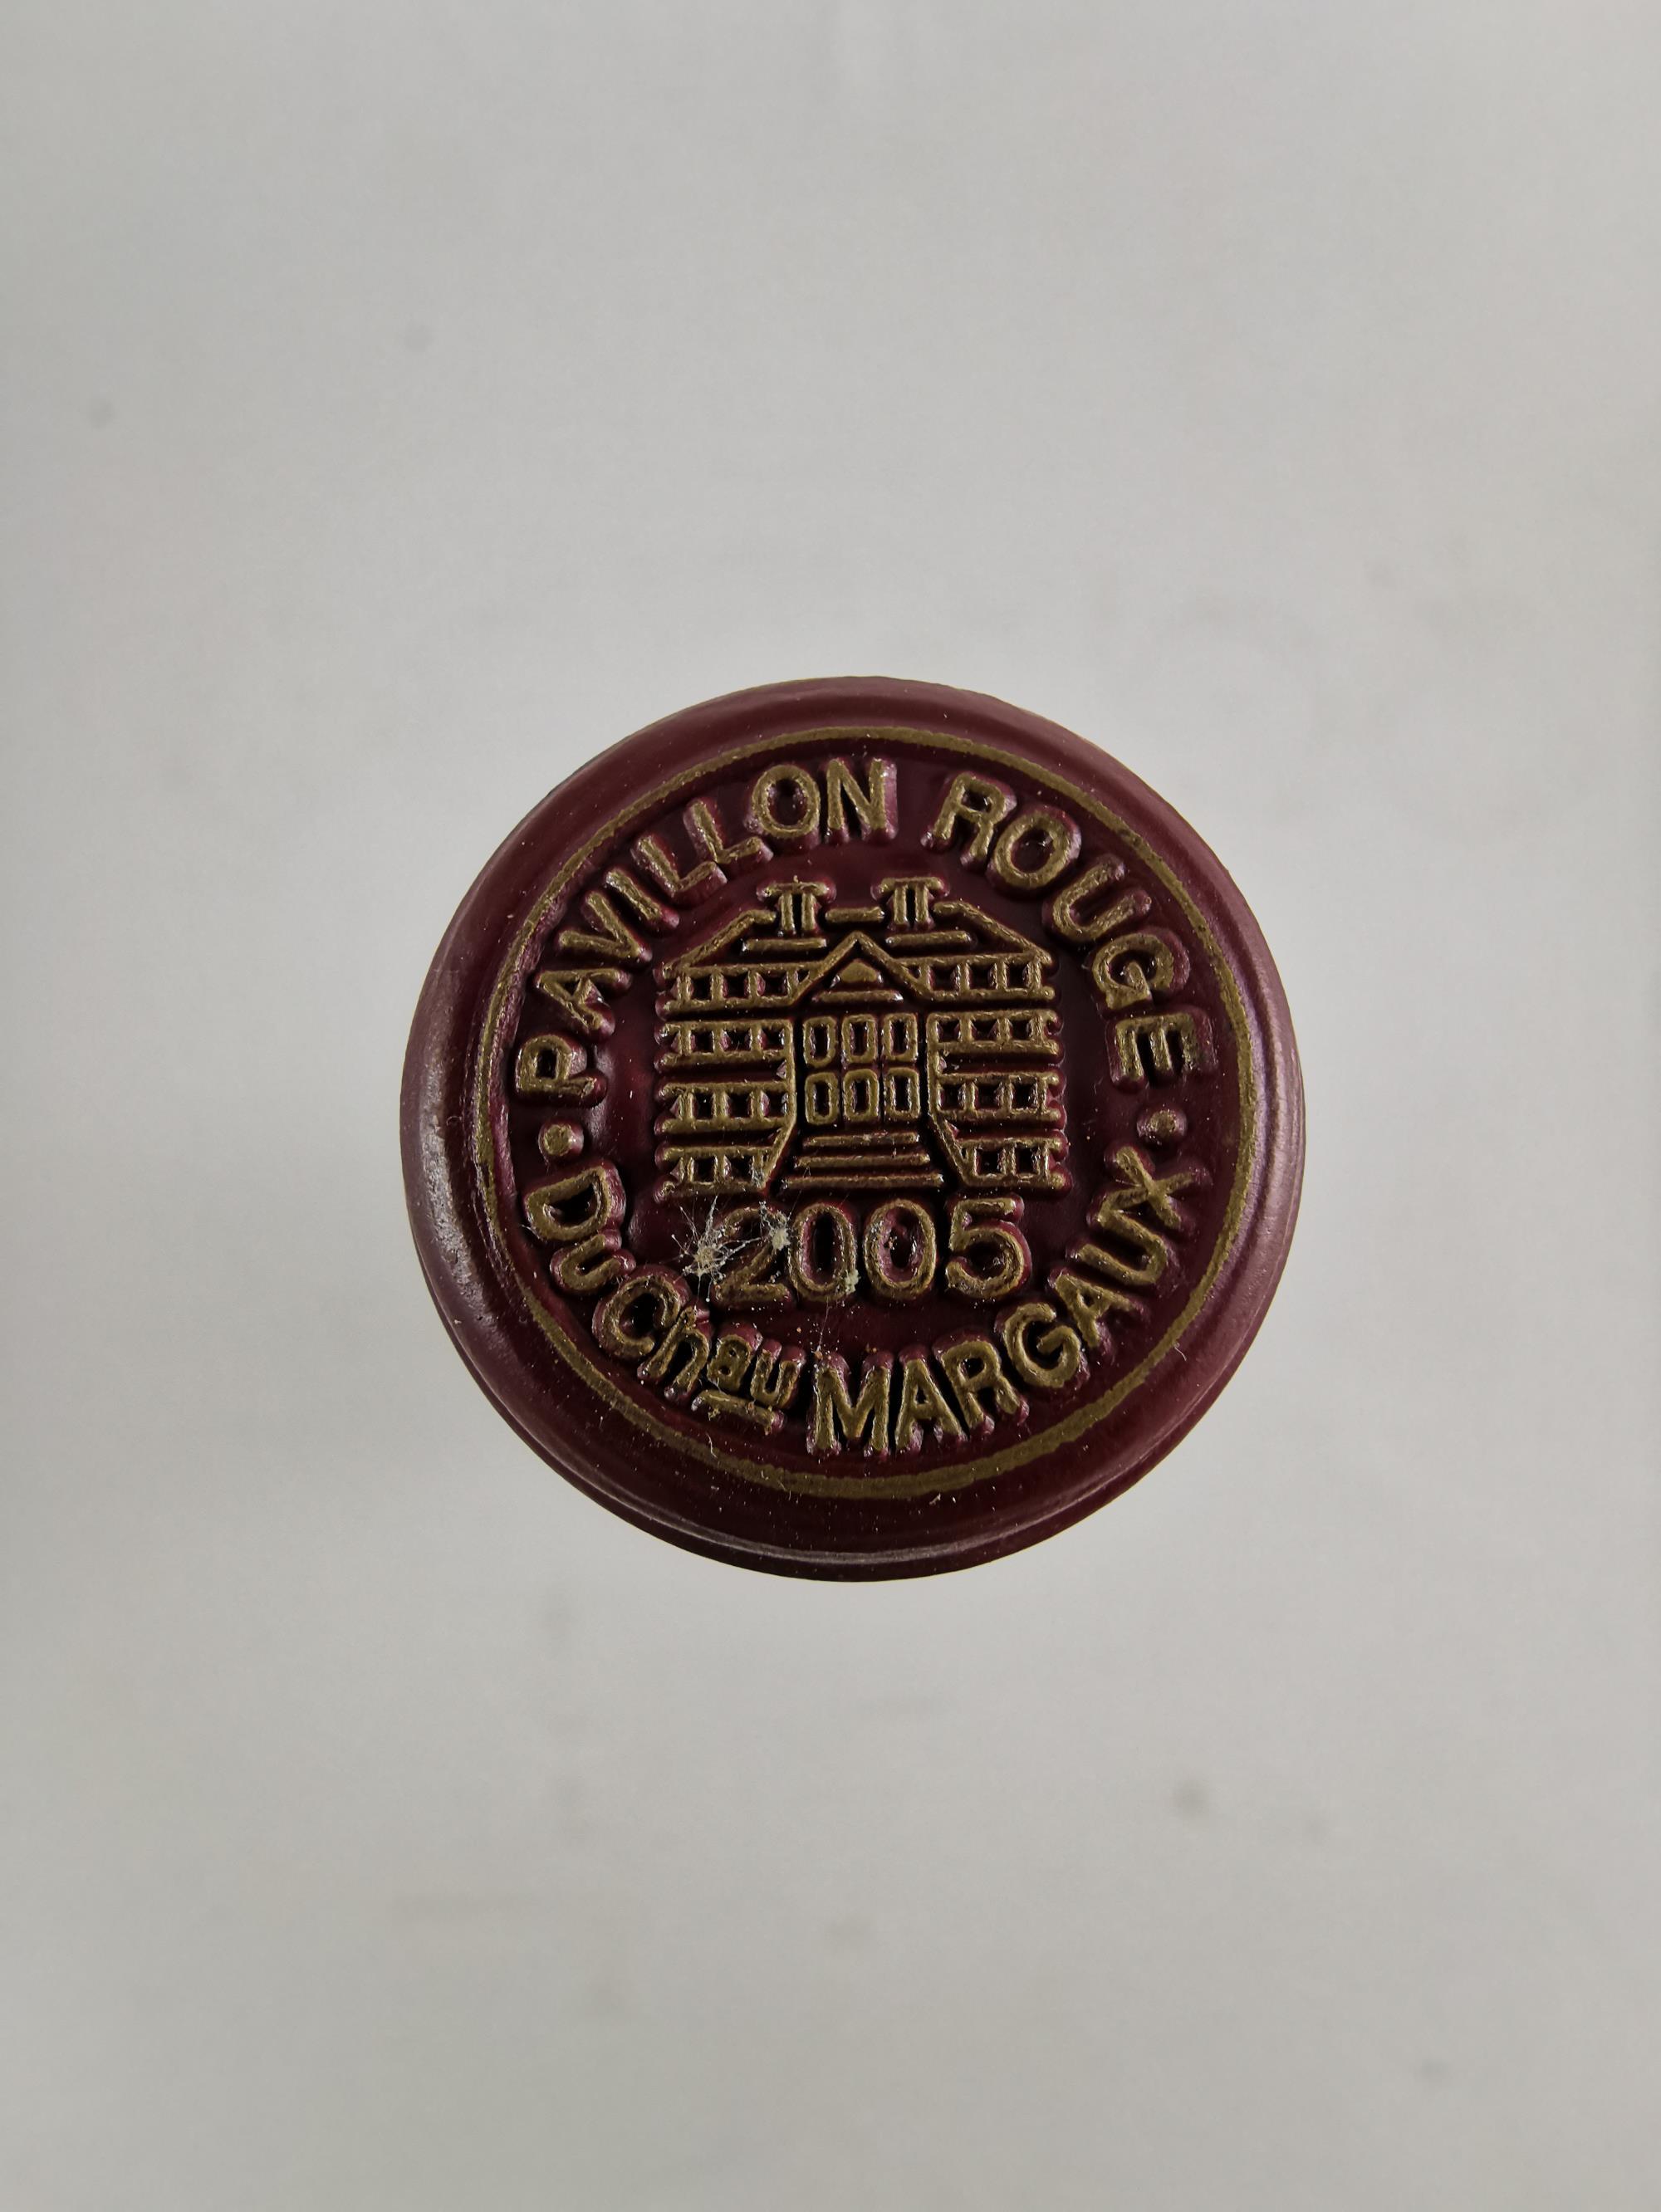 PAVILLON ROUGE
2005
DU Chau MARGAUX